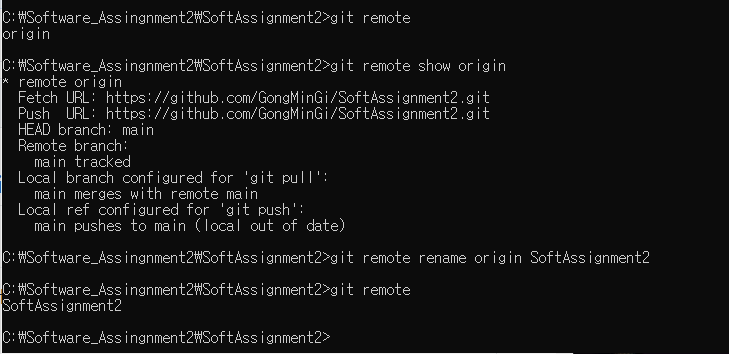 C:₩Software_Assingnment2₩SoftAssignment2>git remote
origin
C:₩Software_Assingnment2₩SoftAssignment2>git remote show origin
* remote origin
  Fetch URL: https://github.com/GongMinGi/SoftAssignment2.git
  Push  URL: https://github.com/GongMinGi/SoftAssignment2.git
  HEAD branch: main
  Remote branch:
    main tracked
  Local branch configured for 'git pull':
    main merges with remote main
  Local ref configured for 'git push':
    main pushes to main (local out of date)
C:₩Software_Assingnment2₩SoftAssignment2>git remote rename origin SoftAssignment2
C:₩Software_Assingnment2₩SoftAssignment2>git remote
SoftAssignment2
C:₩Software_Assingnment2₩SoftAssignment2>